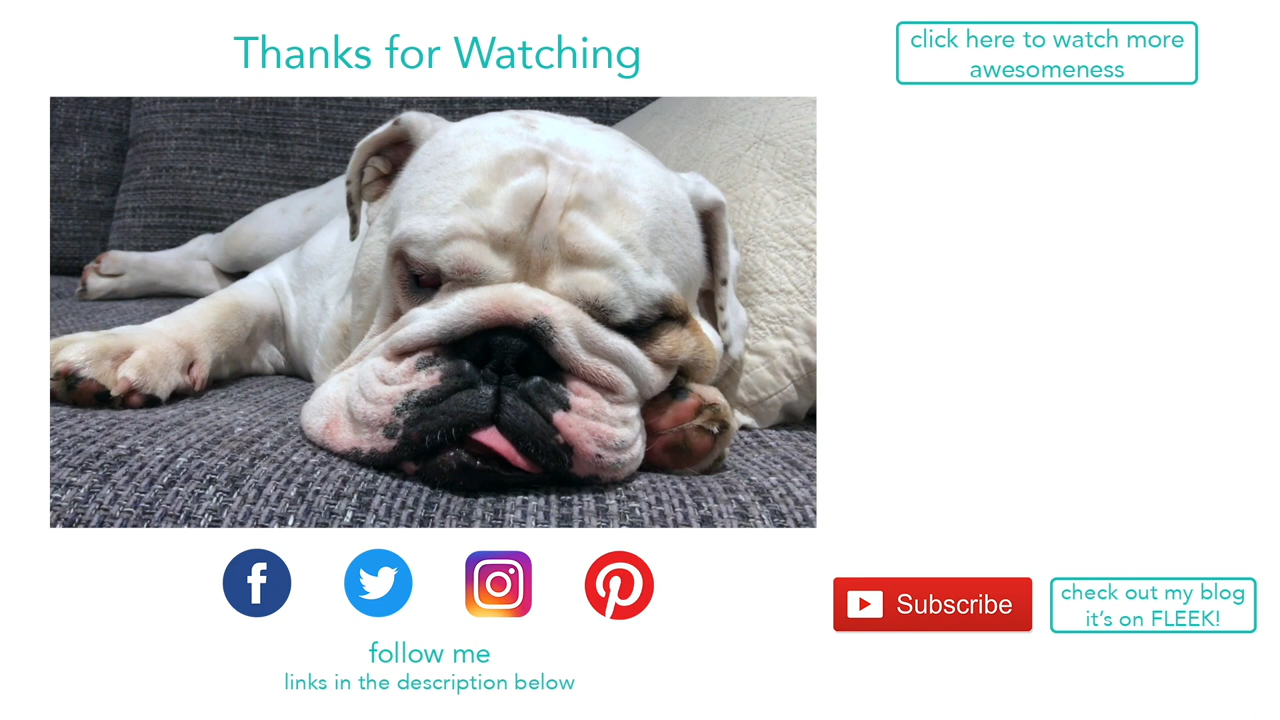 Thanks for Watching
click here to watch more
awesomeness
Subscribe
check out my blog
it's on FLEEK!
follow me
links in the description below